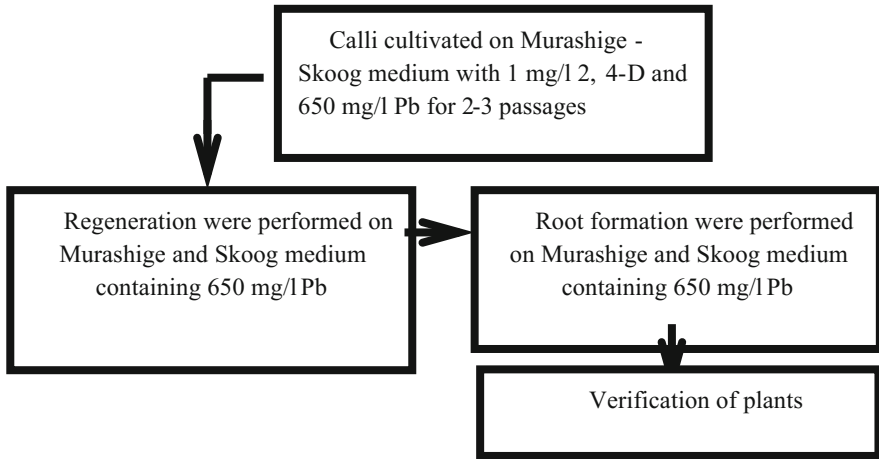 Calli cultivated on Murashige -
Skoog medium with 1 mg/l 2, 4-D and
650 mg/l Pb for 2-3 passages
Regeneration were performed on
Murashige and Skoog medium
containing 650 mg/l Pb
Root formation were performed
on Murashige and Skoog medium
containing 650 mg/l Pb
Verification of plants